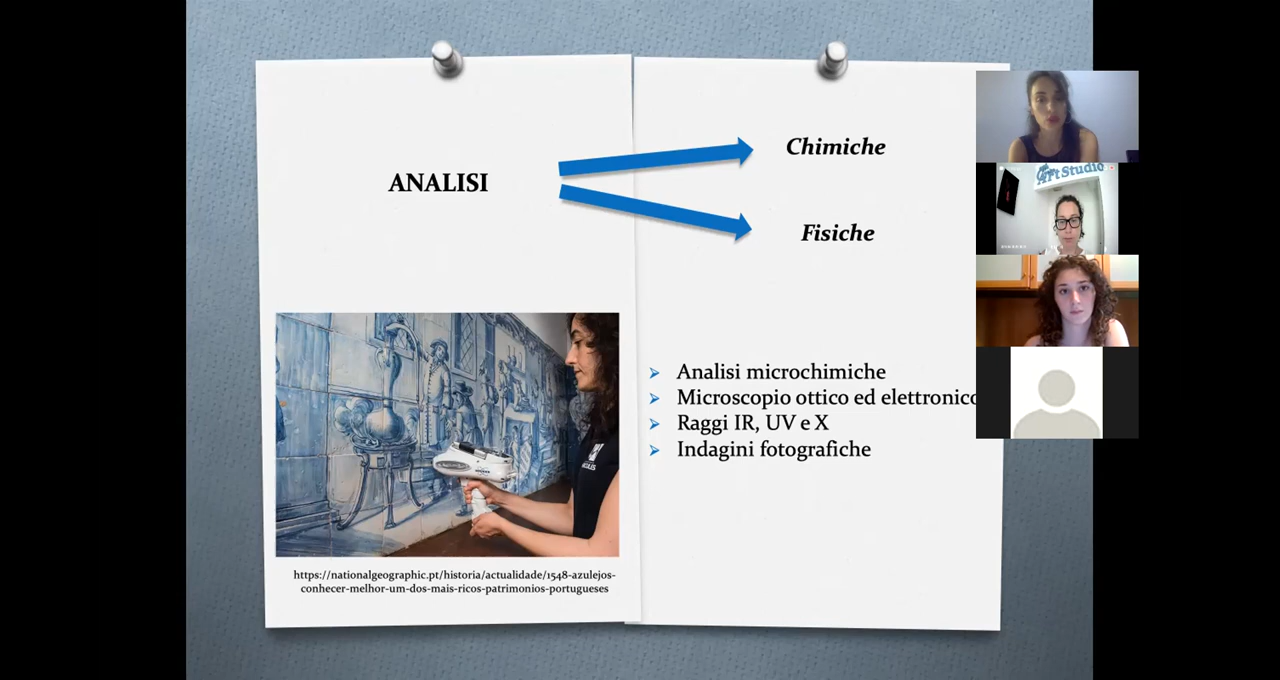 ANALISI
Chimiche
Fisiche
Analisi microchimiche
Microscopio ottico ed elettronico
Raggi IR, UV e X
Indagini fotografiche
https://nationalgeographic.pt/historia/actualidade/1548-azulejos-
conhecer-melhor-um-dos-mais-ricos-patrimonios-portugueses
Art Studio